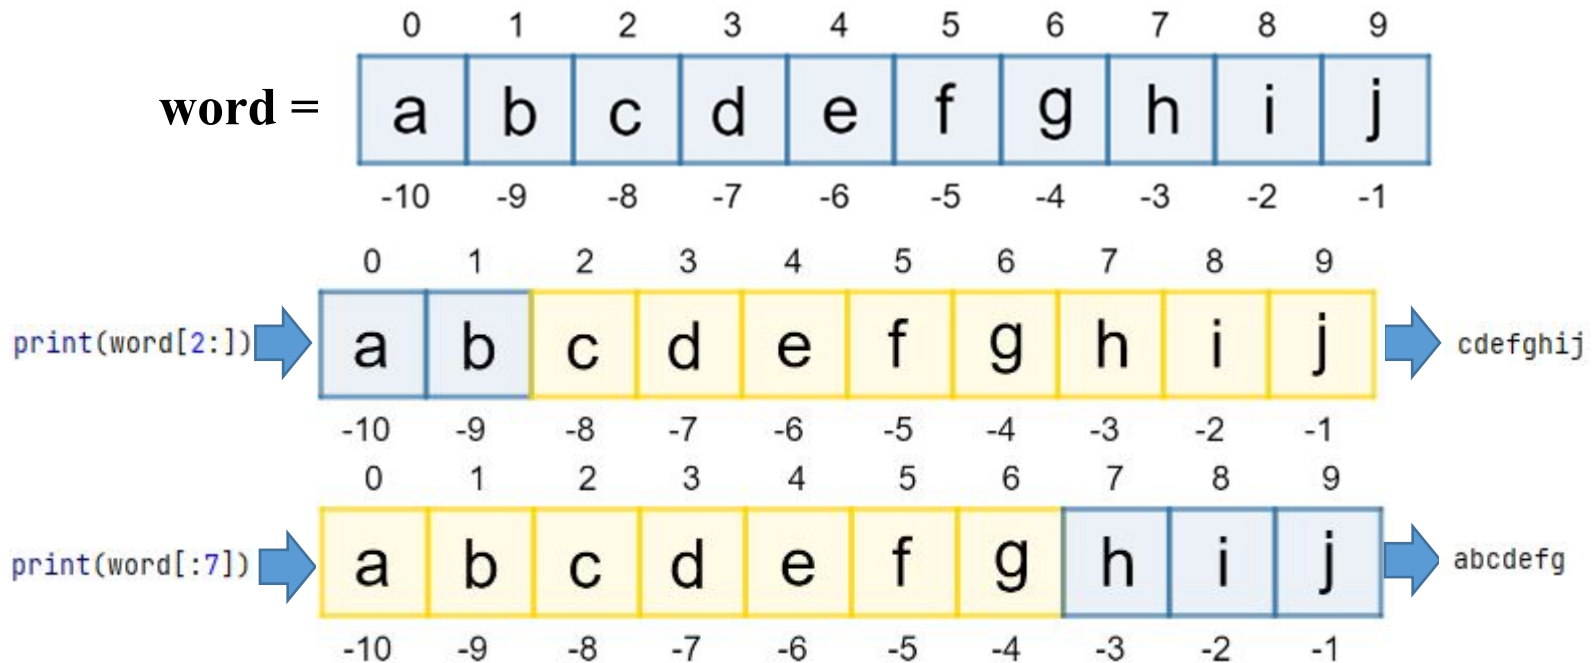 0 1 2 3 4 5 6 7 8 9
word = a b c d e f g h i j
-10 -9 -8 -7 -6 -5 -4 -3 -2 -1
0 1 2 3 4 5 6 7 8 9
print(word[2:]) a b c d e f g h i j cdefghij
-10 -9 -8 -7 -6 -5 -4 -3 -2 -1
0 1 2 3 4 5 6 7 8 9
print(word[:7]) a b c d e f g h i j abcdefg
-10 -9 -8 -7 -6 -5 -4 -3 -2 -1